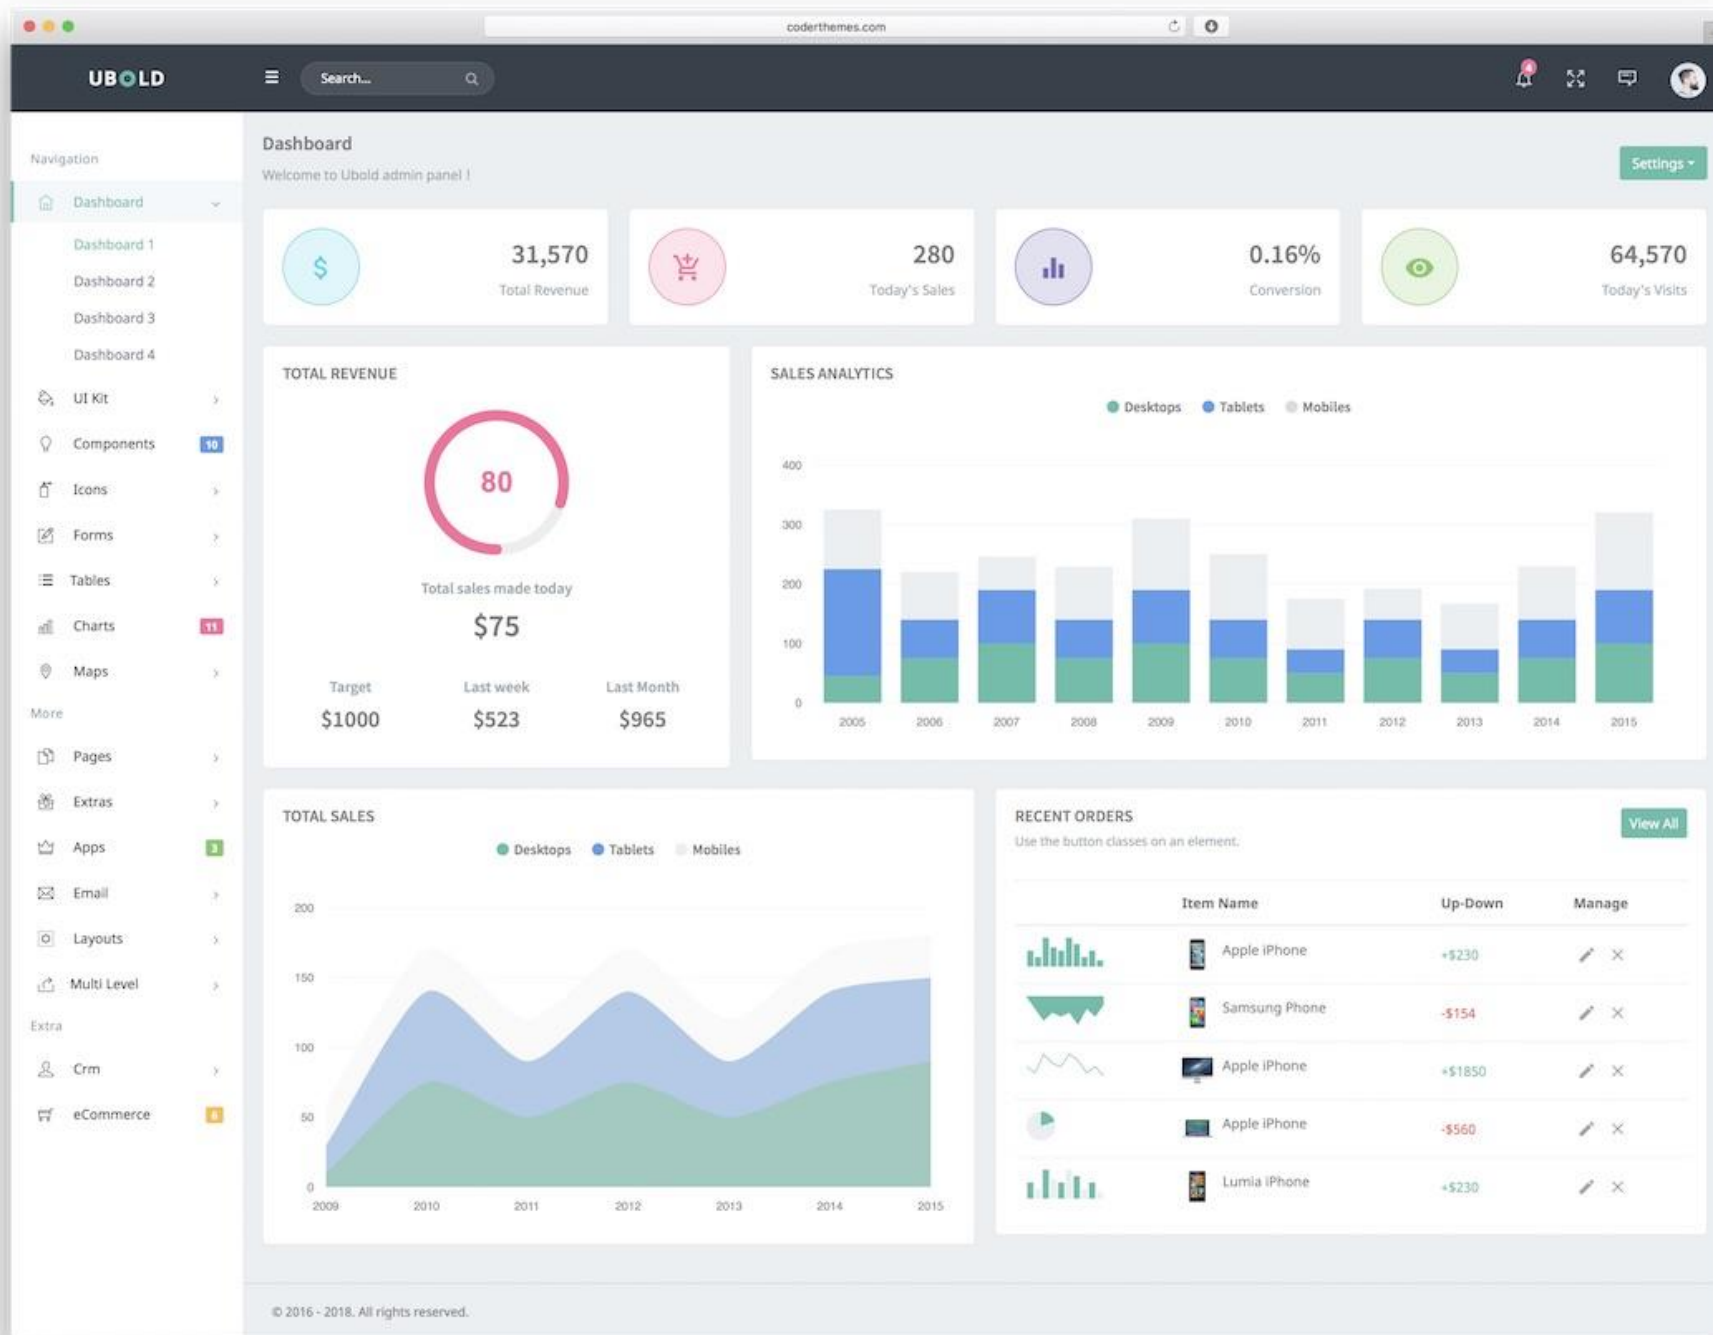 coderthemes.com
UBOLD
Search...
4
Navigation
Dashboard
Dashboard 1
Dashboard 2
Dashboard 3
Dashboard 4
UI Kit
Components 10
Icons
Forms
Tables
Charts 11
Maps
More
Pages
Extras
Apps 3
Email
Layouts
Multi Level
Extra
Crm
eCommerce 6
Dashboard
Welcome to Ubold admin panel !
Settings
$
31,570
Total Revenue
280
Today's Sales
0.16%
Conversion
64,570
Today's Visits
TOTAL REVENUE
80
Total sales made today
$75
Target Last week Last Month
$1000 $523 $965
SALES ANALYTICS
Desktops Tablets Mobiles
400
300
200
100
0
2005 2006 2007 2008 2009 2010 2011 2012 2013 2014 2015
TOTAL SALES
Desktops Tablets Mobiles
200
150
100
50
0
2009 2010 2011 2012 2013 2014 2015
RECENT ORDERS
Use the button classes on an element.
View All
Item Name Up-Down Manage
Apple iPhone +$230
Samsung Phone -$154
Apple iPhone +$1850
Apple iPhone -$560
Lumia iPhone +$230
© 2016 - 2018. All rights reserved.